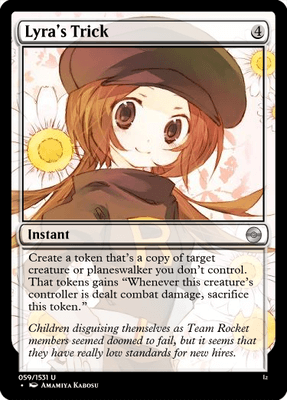 Lyra's Trick 4
Instant
Create a token that's a copy of target
creature or planeswalker you don't control.
That tokens gains "Whenever this creature's
controller is dealt combat damage, sacrifice
this token."
Children disguising themselves as Team Rocket
members seemed doomed to fail, but it seems that
they have really low standards for new hires.
059/1531 U
Iz
• Amamiya Kabosu